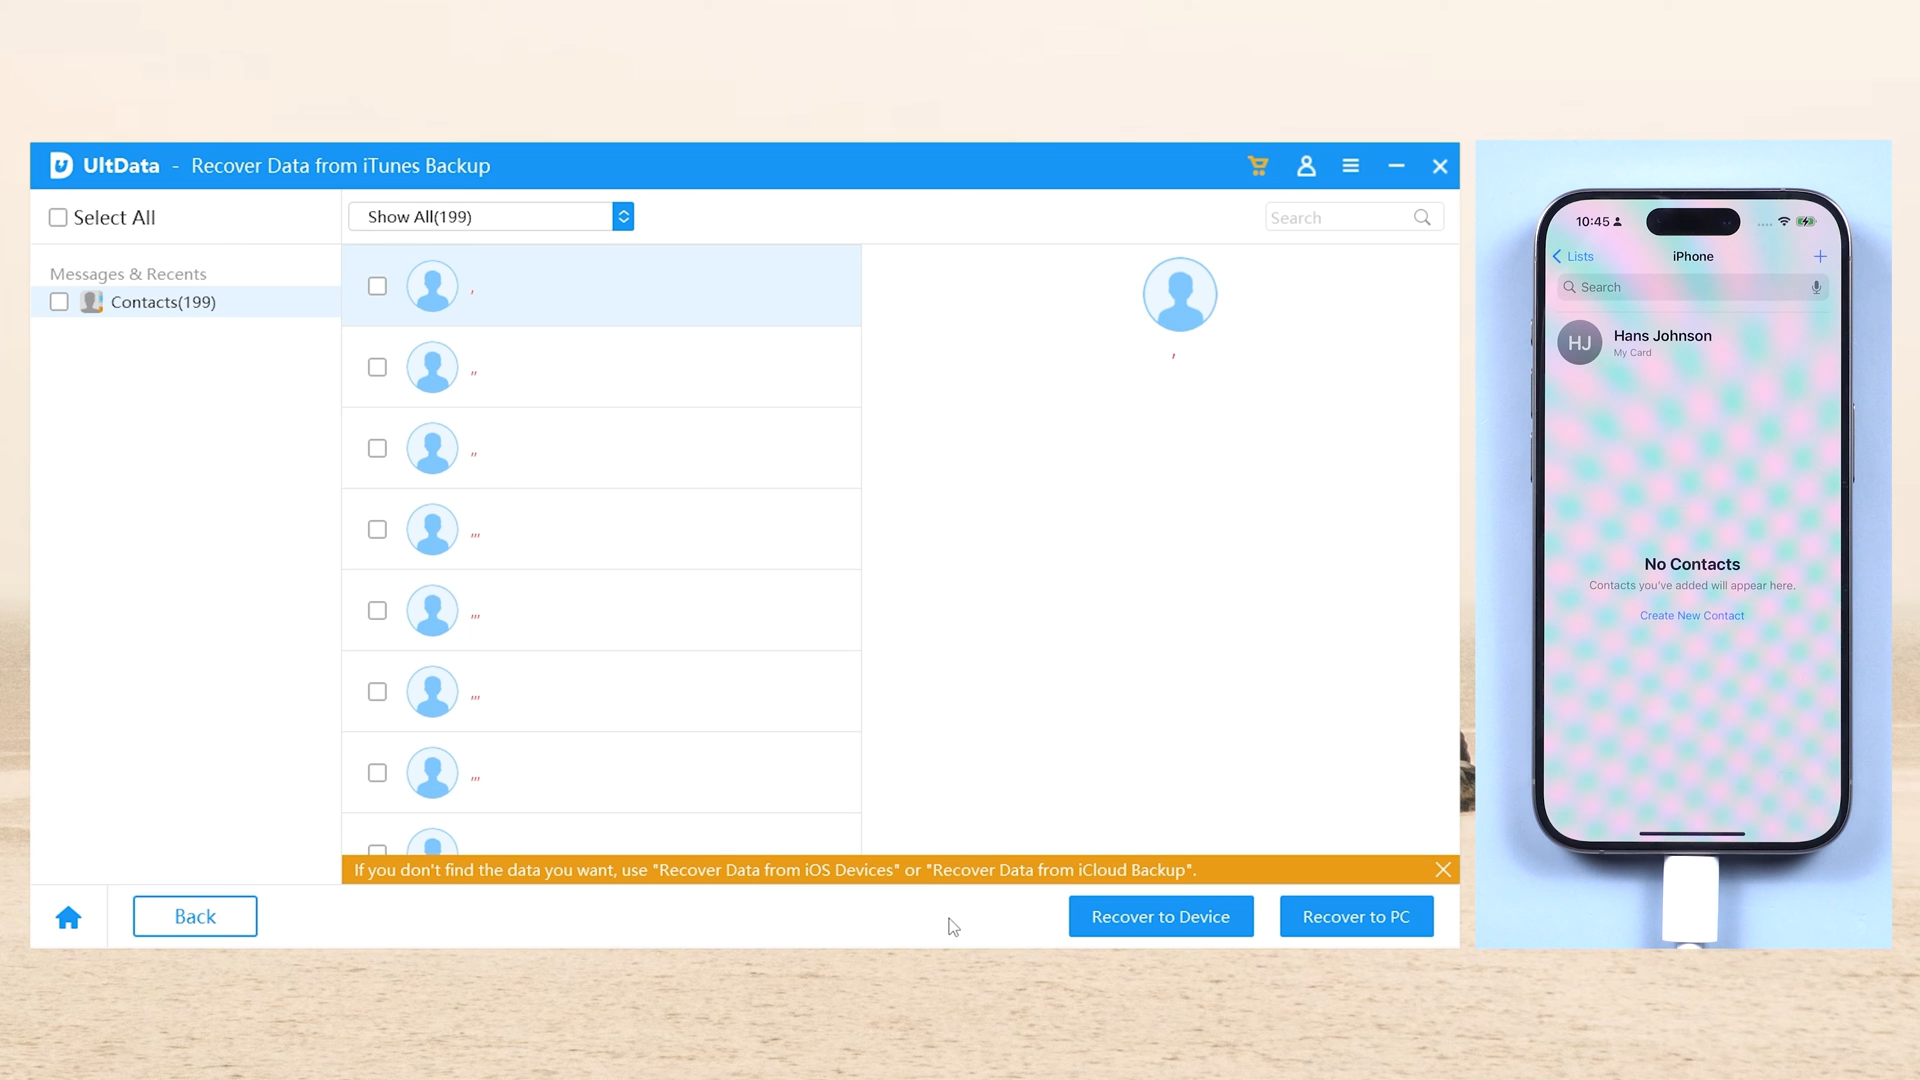 UltData - Recover Data from iTunes Backup
Select All
Show All(199)
Search
Messages & Recents
Contacts(199)
,
,,
,,
,,,
,,,
,,,
,,,
,
If you don't find the data you want, use "Recover Data from iOS Devices" or "Recover Data from iCloud Backup".
Back
Recover to Device
Recover to PC
10:45
Lists
iPhone
Search
HJ
Hans Johnson
My Card
No Contacts
Contacts you've added will appear here.
Create New Contact